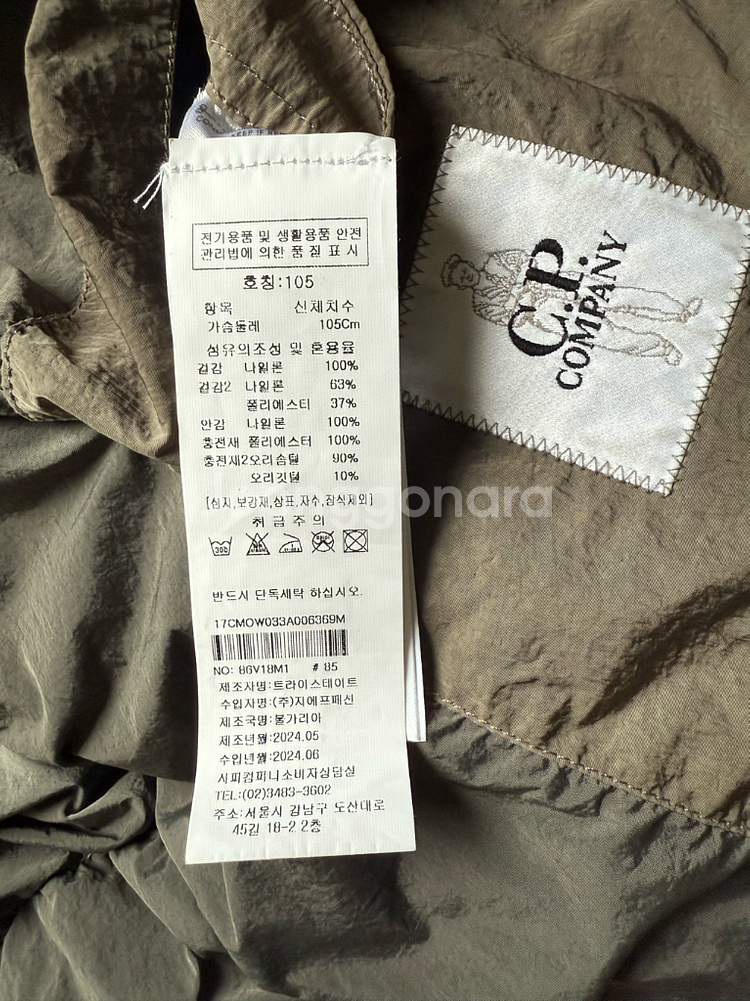 KEEP IF
전기용품 및 생활용품 안전
관리법에 의한 품 질 표 시
호칭:105
항목 신체치수
가슴둘레 105Cm
섬유의조성 및 혼용율
겉감 나일론 100%
겉감2 나일론 63%
폴리에스터 37%
안감 나일론 100%
충전재 폴리에스터 100%
충전재2오리솜털 90%
오리깃털 10%
[심지,보강재,상표,자수,장식제외]
취 급 주 의
반드시 단독세탁 하십시오.
17CMOW033A006369M
NO: 86V18M1 # 85
제조자명:트라이스테이트
수입자명:(주)지에프패션
제조국명:불가리아
제조년월:2024.05
수입년월:2024.06
시피컴퍼니소비자상담실
TEL:(02)3483-3602
주소:서울시 강남구 도산대로
45길 18-2 2층
C.P.
COMPANY